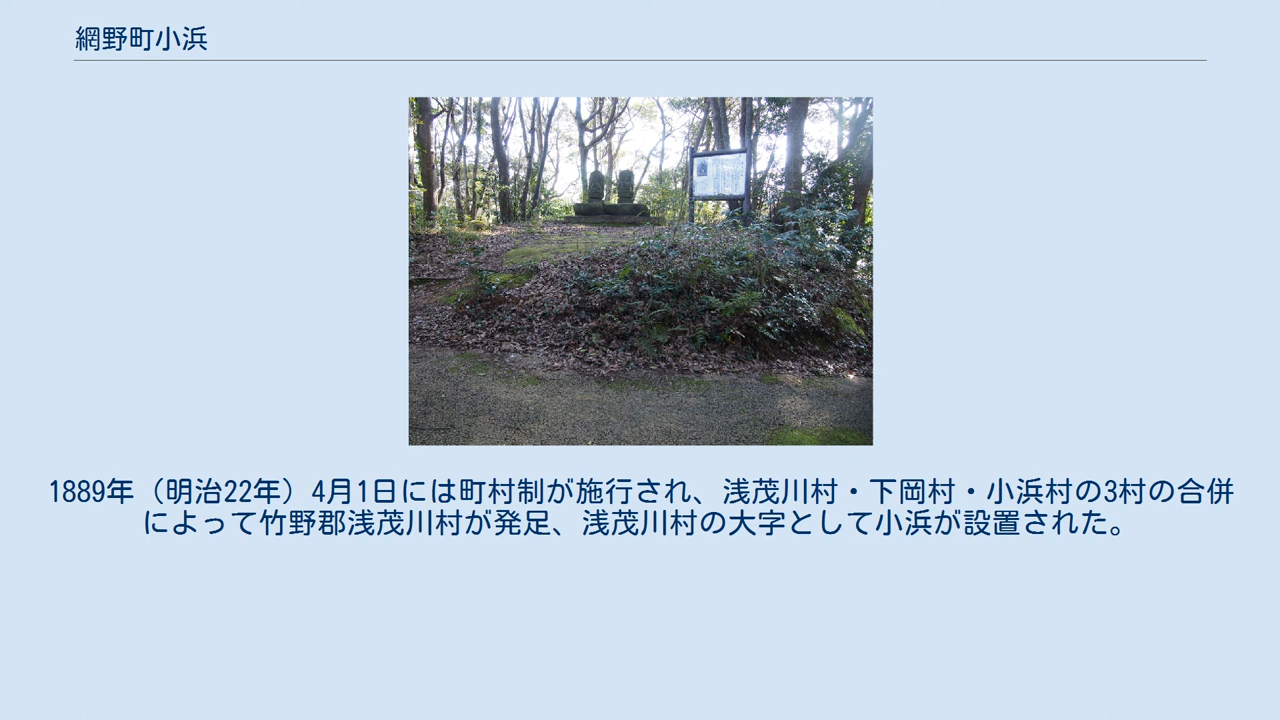 網野町小浜
1889年（明治22年）4月1日には町村制が施行され、浅茂川村・下岡村・小浜村の3村の合併
によって竹野郡浅茂川村が発足、浅茂川村の大字として小浜が設置された。